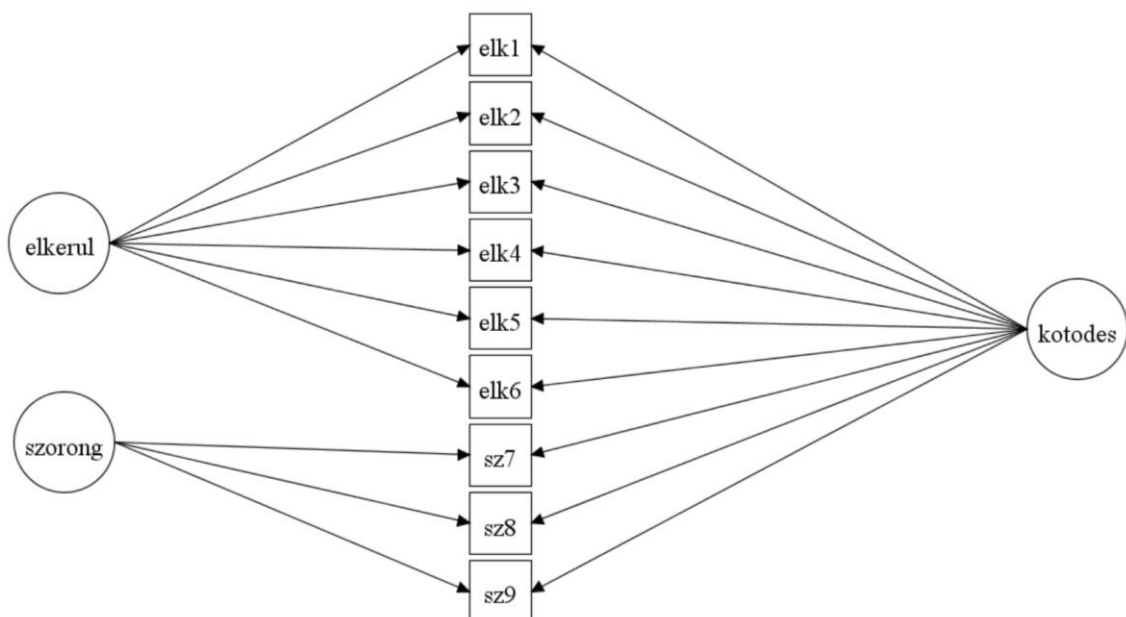 elk1
elk2
elk3
elkerul
elk4
elk5
kotodes
elk6
szorong
sz7
sz8
sz9